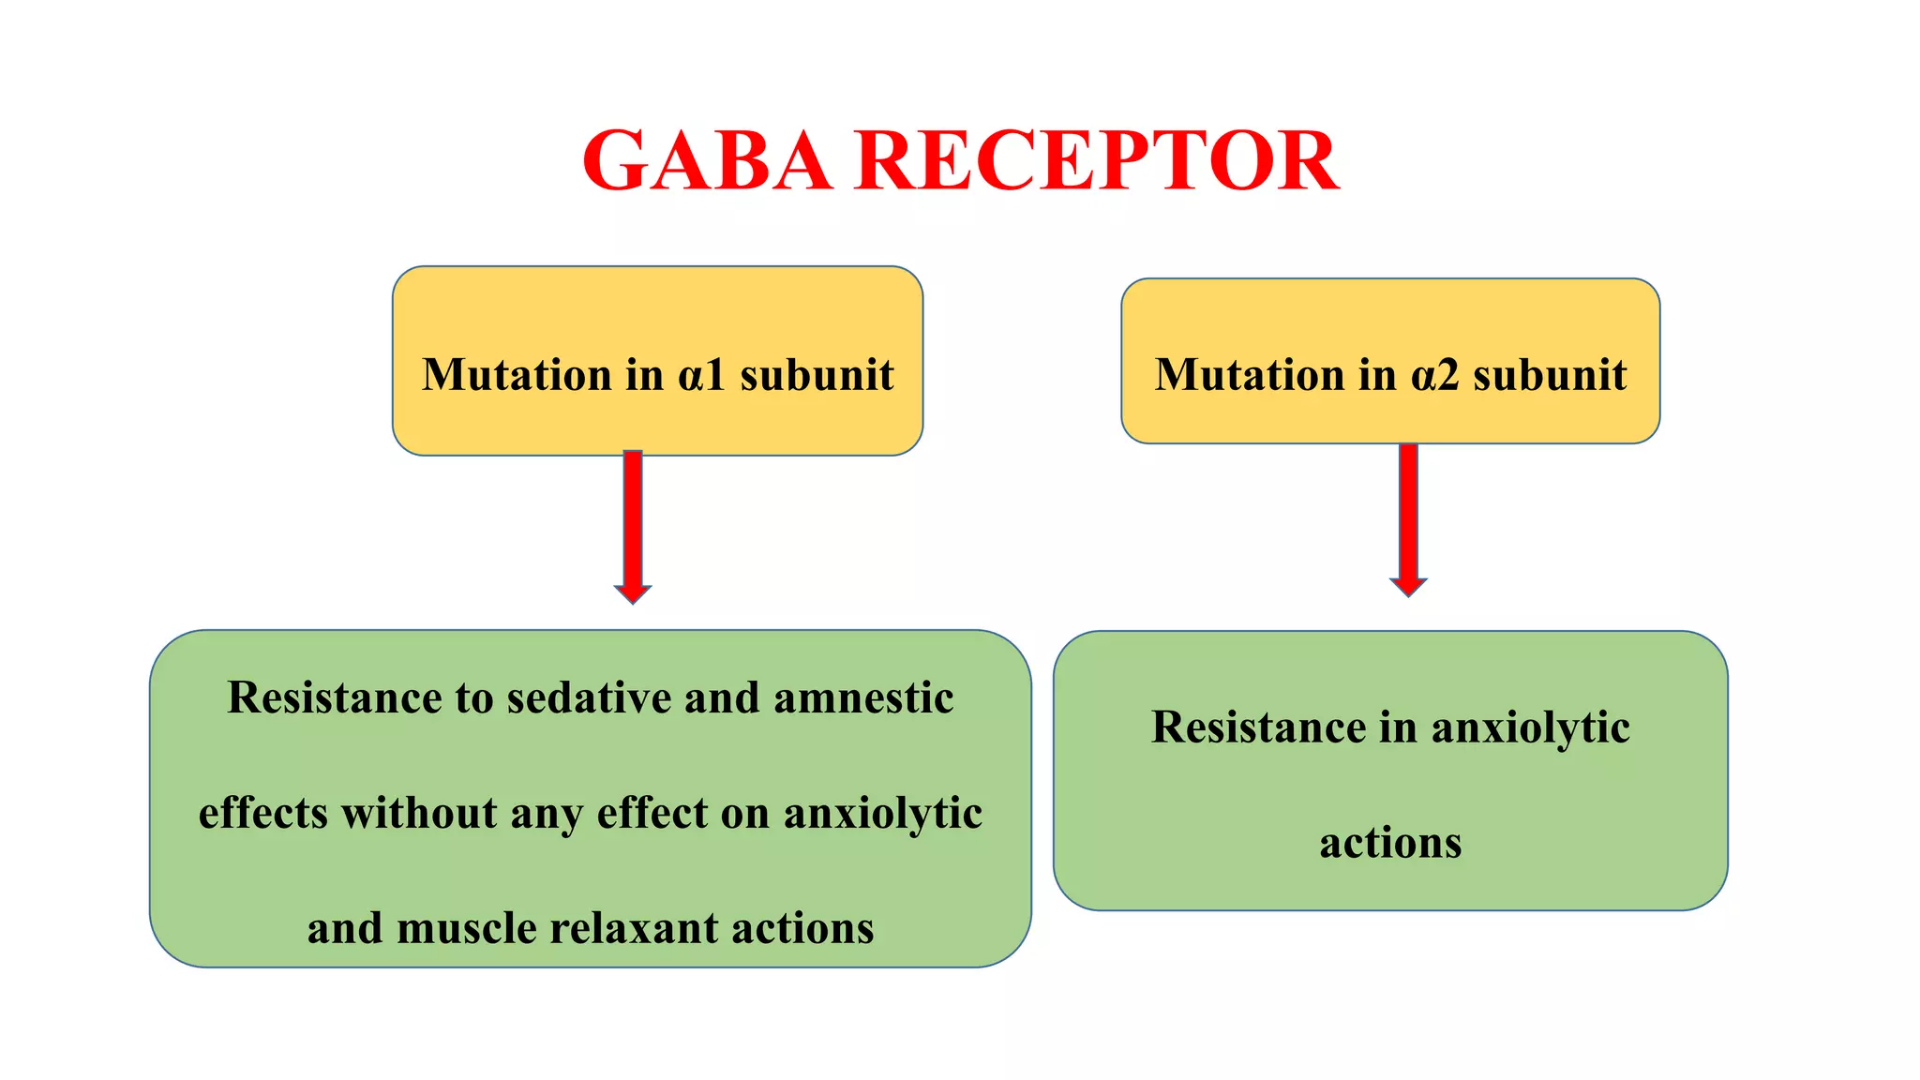 GABA RECEPTOR
Mutation in α1 subunit
Mutation in α2 subunit
Resistance to sedative and amnestic
effects without any effect on anxiolytic
and muscle relaxant actions
Resistance in anxiolytic
actions